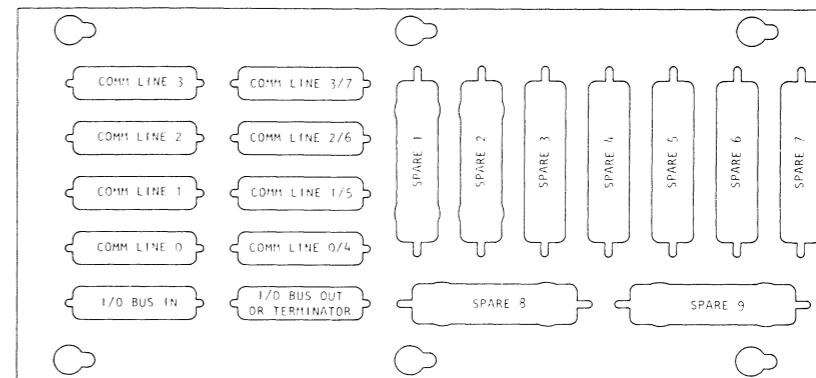 COMM LINE 3
COMM LINE 3/7
COMM LINE 2
COMM LINE 2/6
COMM LINE 1
COMM LINE 1/5
COMM LINE 0
COMM LINE 0/4
I/O BUS IN
I/O BUS OUT
OR TERMINATOR
SPARE 1
SPARE 2
SPARE 3
SPARE 4
SPARE 5
SPARE 6
SPARE 7
SPARE 8
SPARE 9